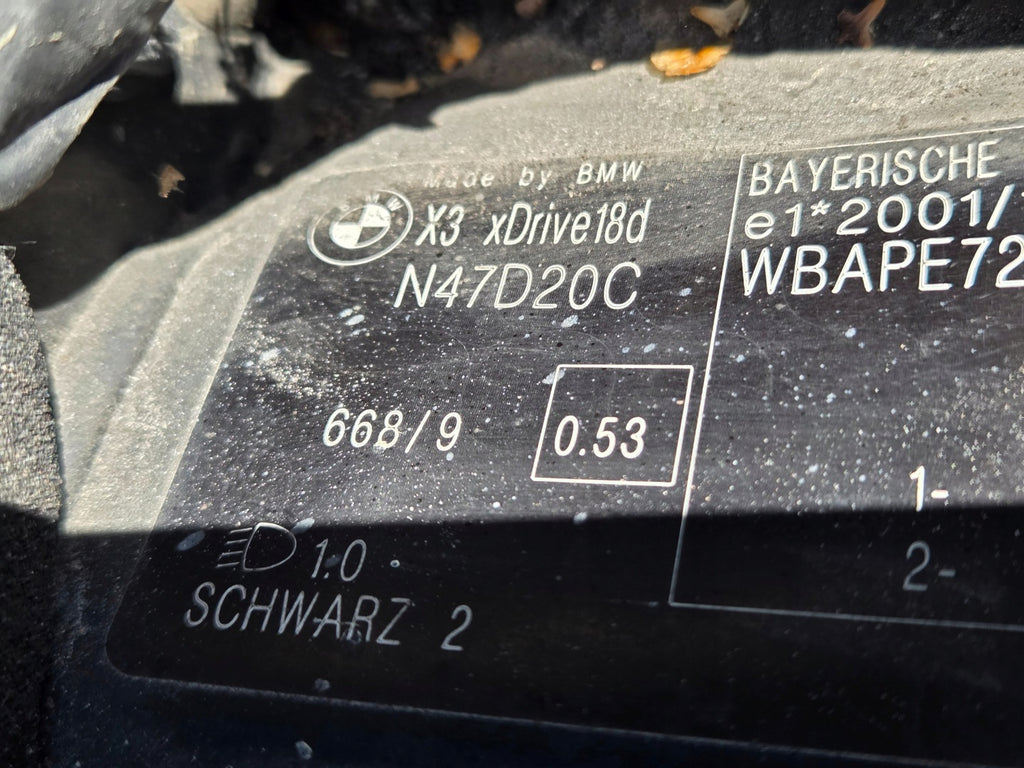 Made by BMW
X3 xDrive18d
N47D20C
668/9
0.53
1.0
SCHWARZ 2
BAYERISCHE
e1*2001/
WBAPE72
1-
2-